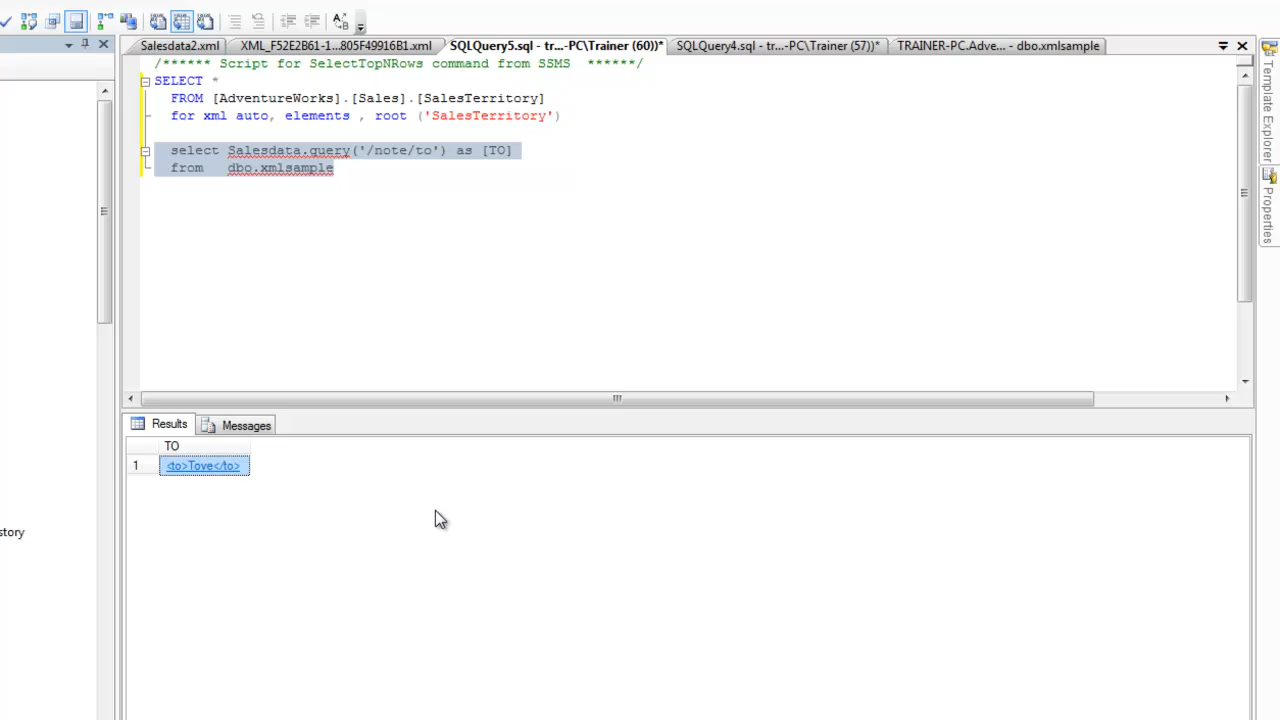 Salesdata2.xml
XML_F52E2B61-1...805F49916B1.xml
SQLQuery5.sql - tr...-PC\Trainer (60))*
SQLQuery4.sql - tr...-PC\Trainer (57))*
TRAINER-PC.Adve... - dbo.xmlsample
/****** Script for SelectTopNRows command from SSMS  ******/
SELECT *
FROM [AdventureWorks].[Sales].[SalesTerritory]
for xml auto, elements , root ('SalesTerritory')
select Salesdata.query('/note/to') as [TO]
from   dbo.xmlsample
Template Explorer
Properties
Results
Messages
TO
1 <to>Tove</to>
story